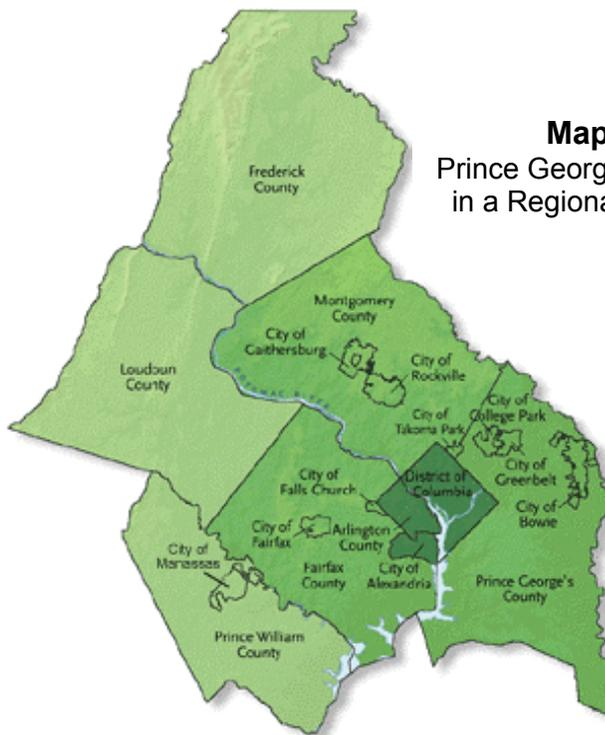 Map
Prince Georg
in a Regiona
Frederick
County
Montgomery
County
City of
Gaithersburg
City of
Rockville
Loudoun
County
POTOMAC RIVER
City of
College Park
City of
Takoma Park
City of
Greenbelt
District of
Columbia
City of
Falls Church
City of
Bowie
City of
Fairfax
Arlington
County
City of
Manassas
Fairfax
County
City of
Alexandria
Prince George's
County
Prince William
County